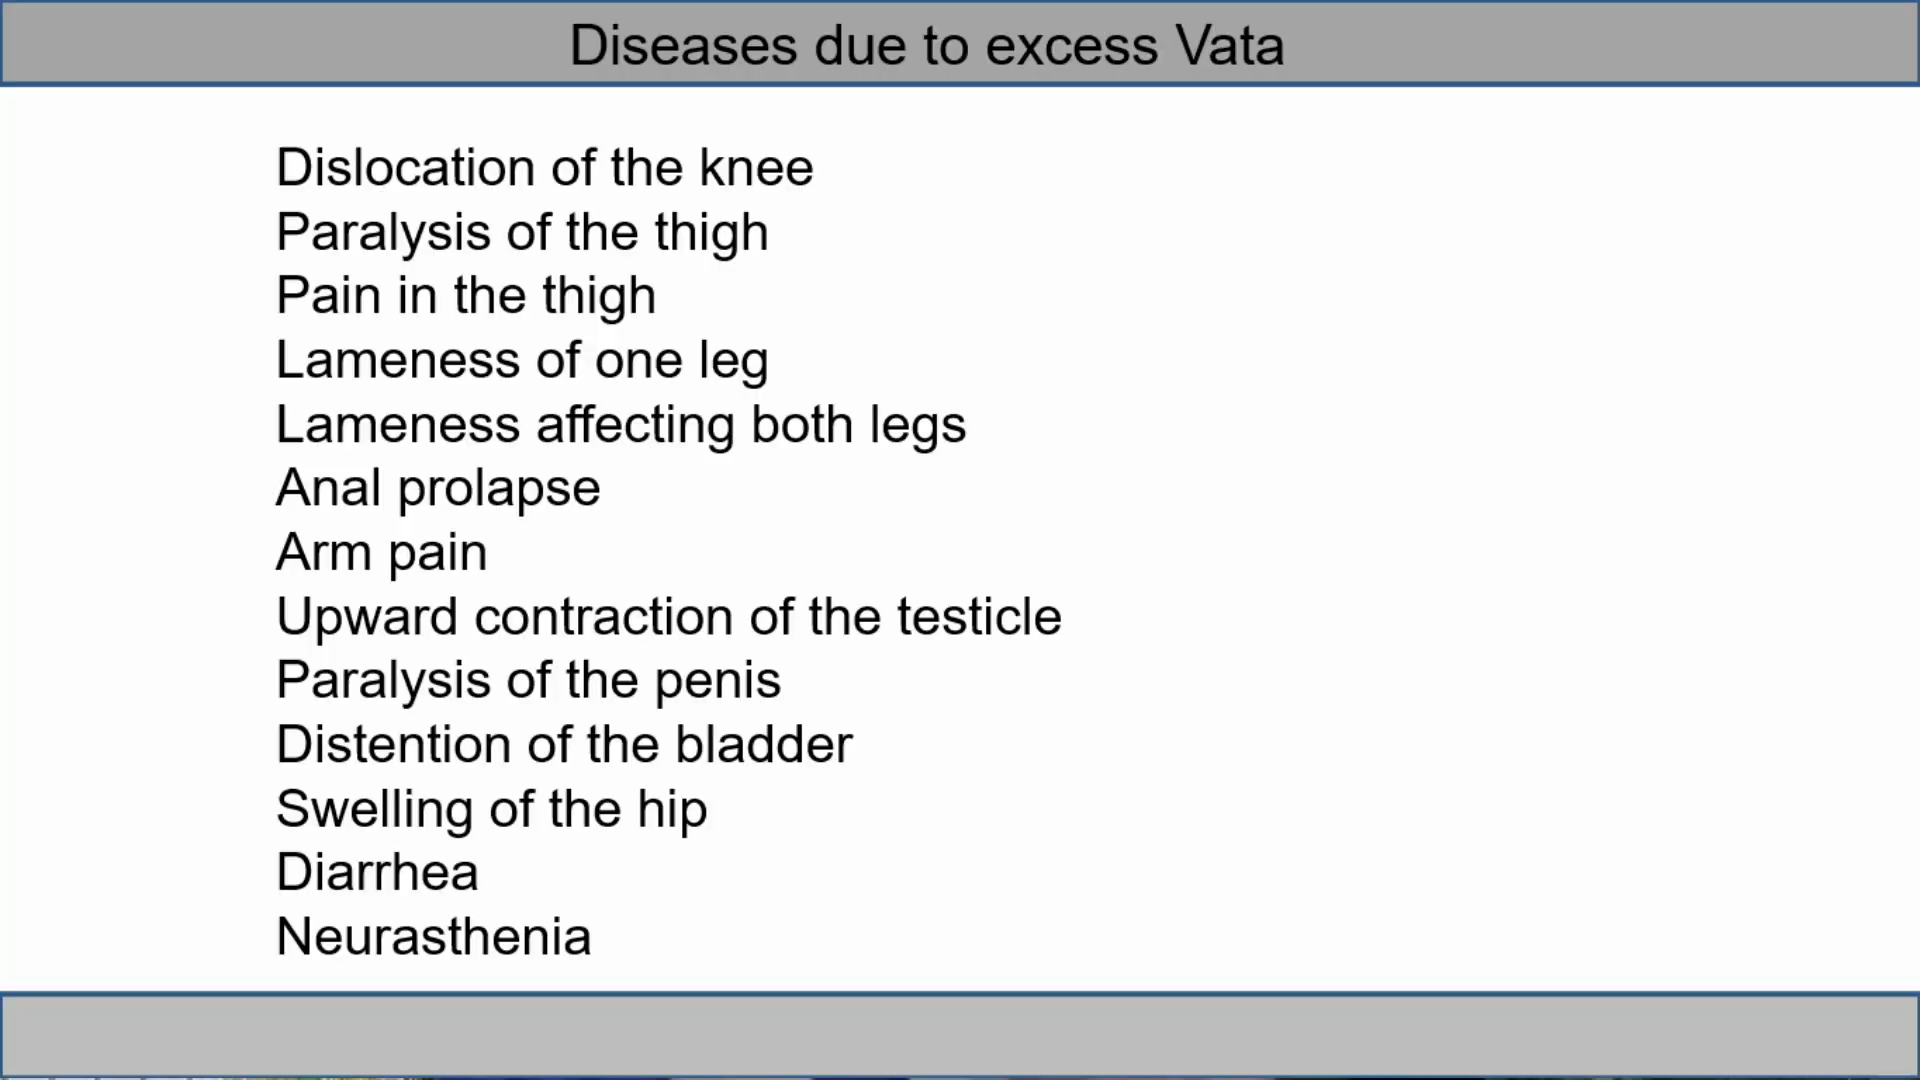 Diseases due to excess Vata
Dislocation of the knee
Paralysis of the thigh
Pain in the thigh
Lameness of one leg
Lameness affecting both legs
Anal prolapse
Arm pain
Upward contraction of the testicle
Paralysis of the penis
Distention of the bladder
Swelling of the hip
Diarrhea
Neurasthenia